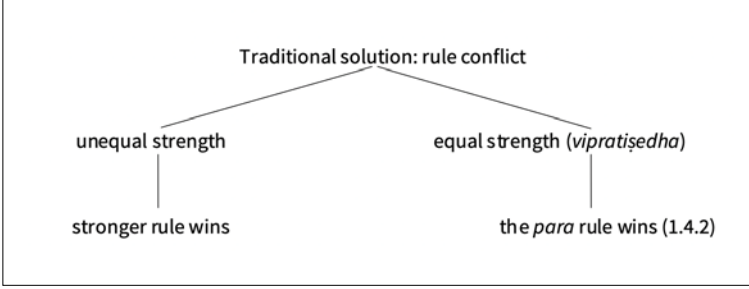 Traditional solution: rule conflict
unequal strength
equal strength (vipratiṣedha)
stronger rule wins
the para rule wins (1.4.2)